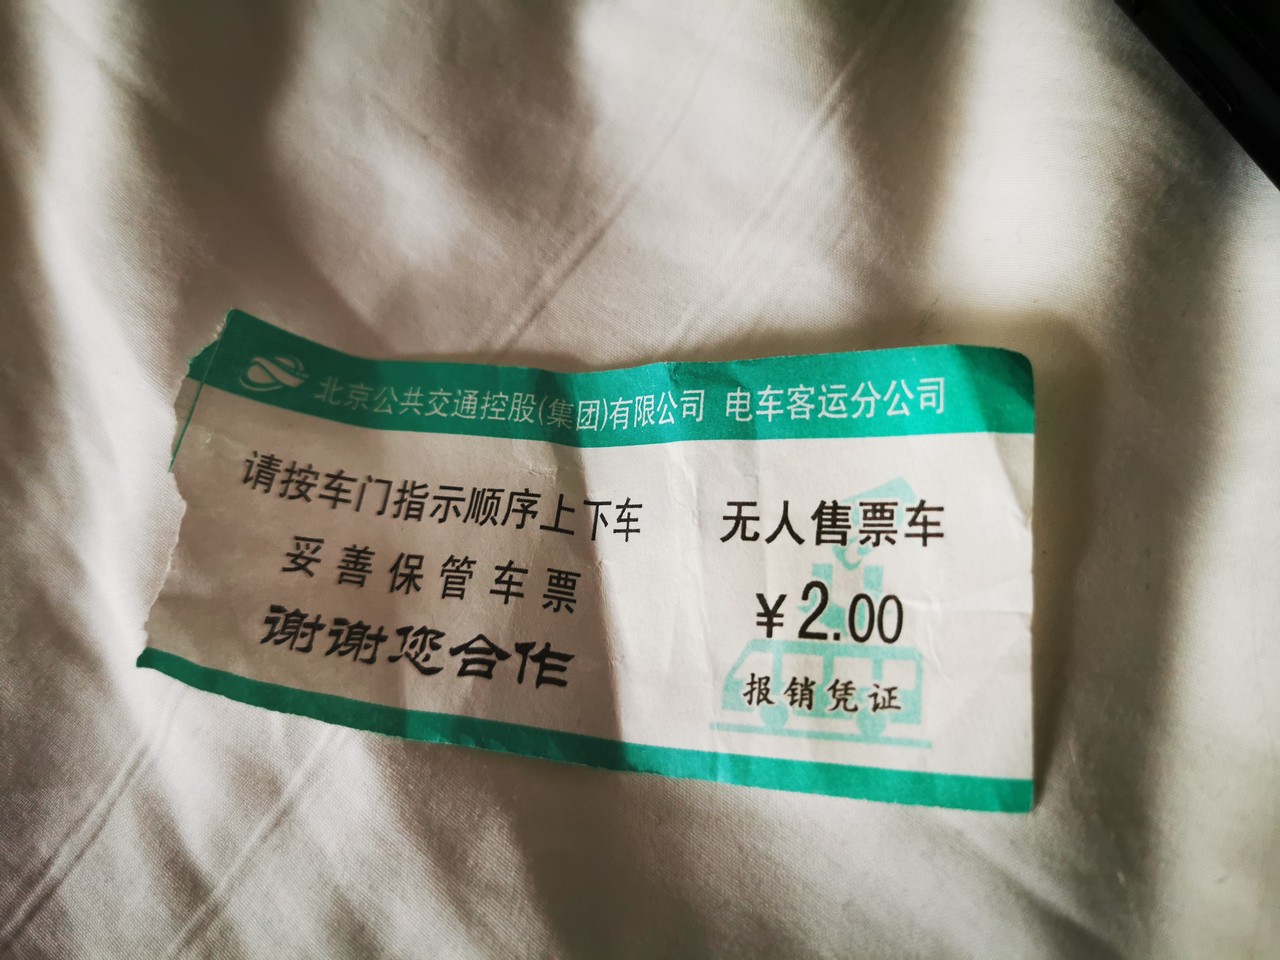 北京公共交通控股(集团)有限公司 电车客运分公司
请按车门指示顺序上下车
妥善保管车票
谢谢您合作
无人售票车
¥2.00
报销凭证